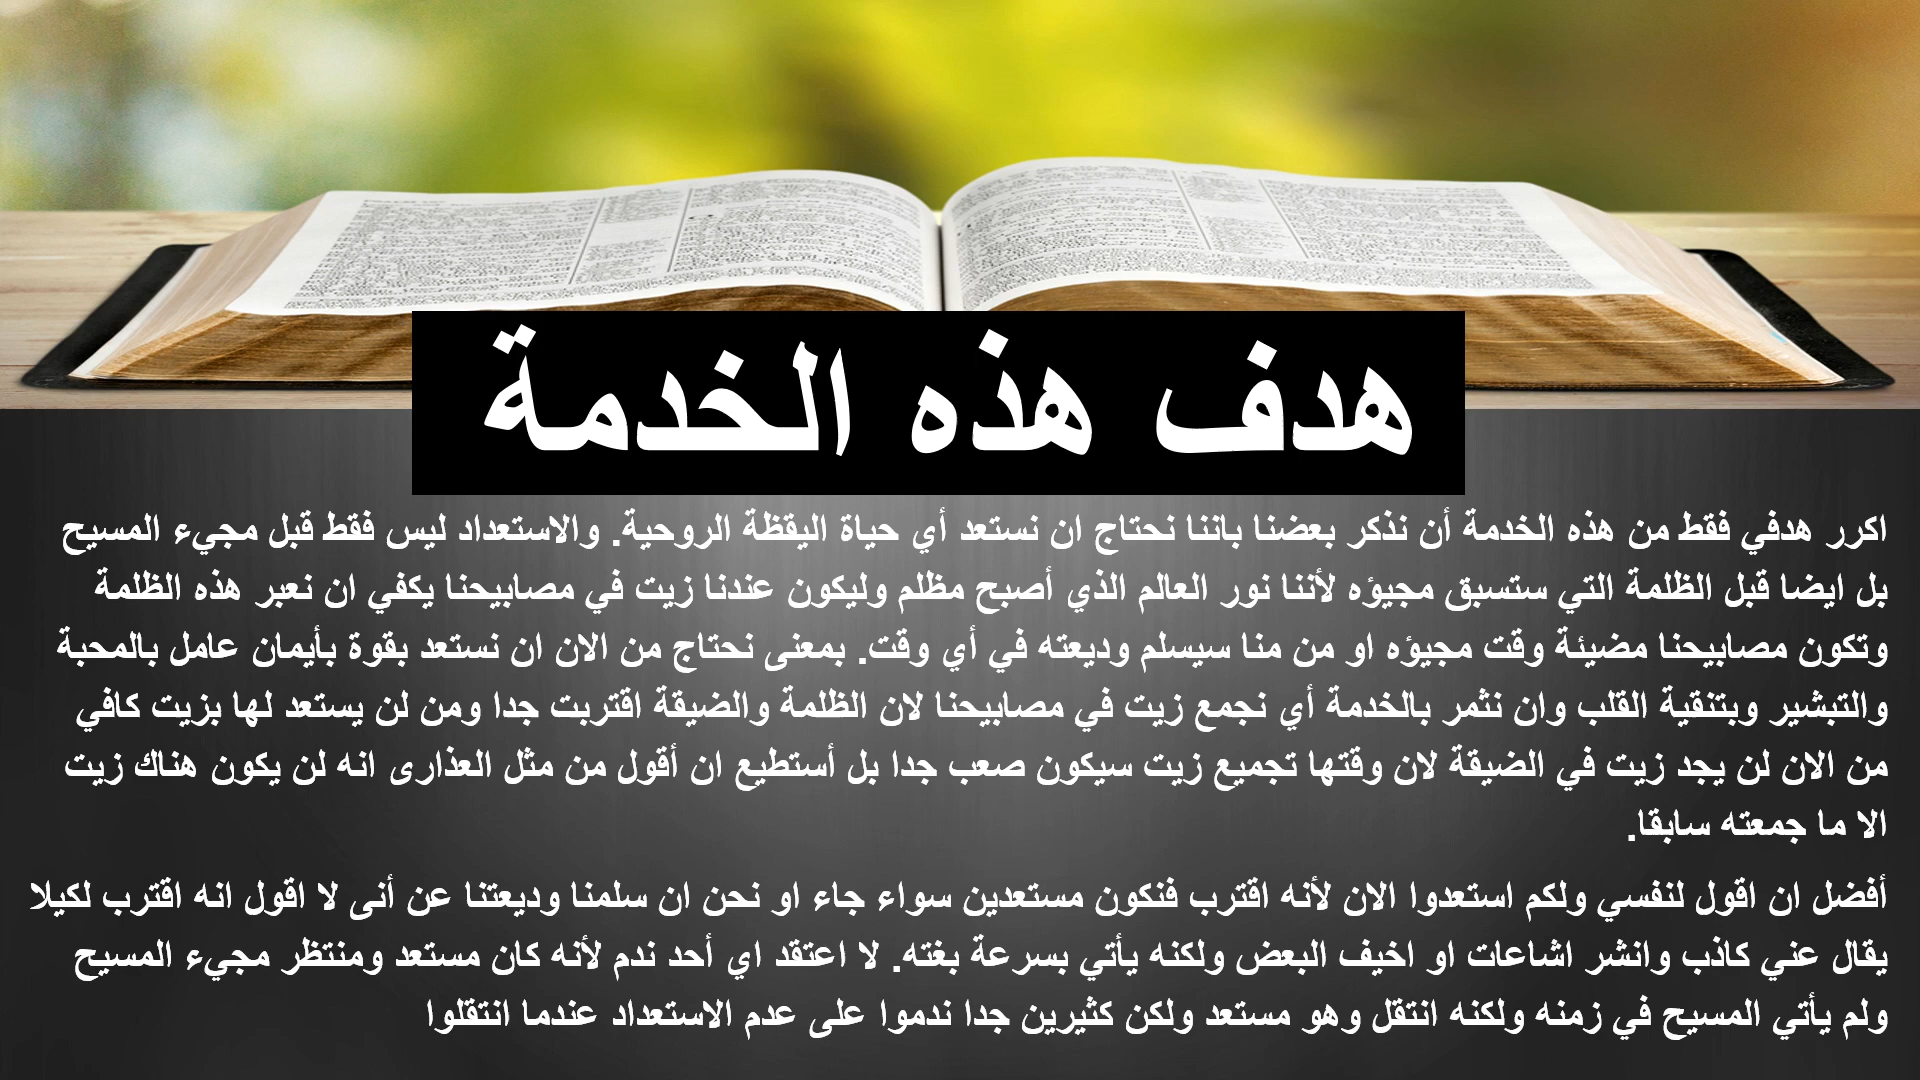 هدف هذه الخدمة
اكرر هدفي فقط من هذه الخدمة أن نذكر بعضنا باننا نحتاج ان نستعد أي حياة اليقظة الروحية. والاستعداد ليس فقط قبل مجيء المسيح
بل ايضا قبل الظلمة التي ستسبق مجيؤه لأننا نور العالم الذي أصبح مظلم وليكون عندنا زيت في مصابيحنا يكفي ان نعبر هذه الظلمة
وتكون مصابيحنا مضيئة وقت مجيؤه او من منا سيسلم وديعته في أي وقت. بمعنى نحتاج من الان ان نستعد بقوة بأيمان عامل بالمحبة
والتبشير وبتنقية القلب وان نثمر بالخدمة أي نجمع زيت في مصابيحنا لان الظلمة والضيقة اقتربت جدا ومن لن يستعد لها بزيت كافي
من الان لن يجد زيت في الضيقة لان وقتها تجميع زيت سيكون صعب جدا بل أستطيع ان أقول من مثل العذارى انه لن يكون هناك زيت
الا ما جمعته سابقا.
أفضل ان اقول لنفسي ولكم استعدوا الان لأنه اقترب فنكون مستعدين سواء جاء او نحن ان سلمنا وديعتنا عن أنى لا اقول انه اقترب لكيلا
يقال عني كاذب وانشر اشاعات او اخيف البعض ولكنه يأتي بسرعة بغته. لا اعتقد اي أحد ندم لأنه كان مستعد ومنتظر مجيء المسيح
ولم يأتي المسيح في زمنه ولكنه انتقل وهو مستعد ولكن كثيرين جدا ندموا على عدم الاستعداد عندما انتقلوا